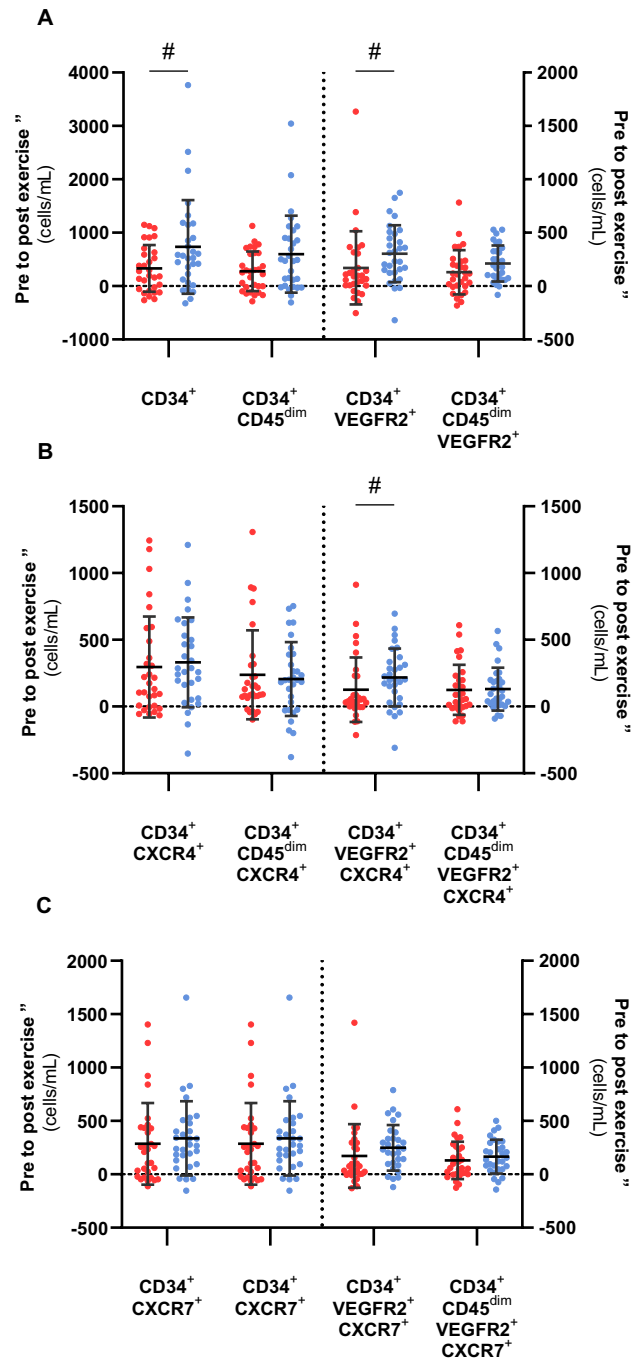 A
#
#
4000
3000
2000
1000
0
-1000
2000
1500
1000
500
0
-500
Pre to post exercise ”
(cells/mL)
Pre to post exercise ”
(cells/mL)
CD34⁺
CD34⁺
CD45ᵈⁱᵐ
CD34⁺
VEGFR2⁺
CD34⁺
CD45ᵈⁱᵐ
VEGFR2⁺
B
#
1500
1000
500
0
-500
1500
1000
500
0
-500
Pre to post exercise ”
(cells/mL)
Pre to post exercise ”
(cells/mL)
CD34⁺
CXCR4⁺
CD34⁺
CD45ᵈⁱᵐ
CXCR4⁺
CD34⁺
VEGFR2⁺
CXCR4⁺
CD34⁺
CD45ᵈⁱᵐ
VEGFR2⁺
CXCR4⁺
C
2000
1500
1000
500
0
-500
2000
1500
1000
500
0
-500
Pre to post exercise ”
(cells/mL)
Pre to post exercise ”
(cells/mL)
CD34⁺
CXCR7⁺
CD34⁺
CXCR7⁺
CD34⁺
VEGFR2⁺
CXCR7⁺
CD34⁺
CD45ᵈⁱᵐ
VEGFR2⁺
CXCR7⁺